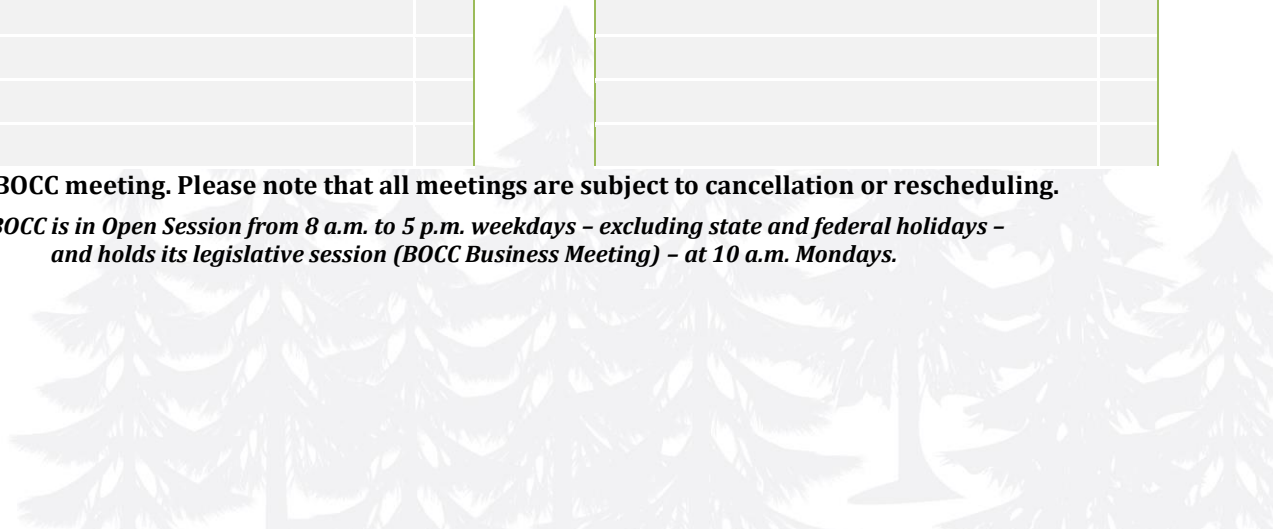 BOCC meeting. Please note that all meetings are subject to cancellation or rescheduling.
BOCC is in Open Session from 8 a.m. to 5 p.m. weekdays – excluding state and federal holidays –
and holds its legislative session (BOCC Business Meeting) – at 10 a.m. Mondays.